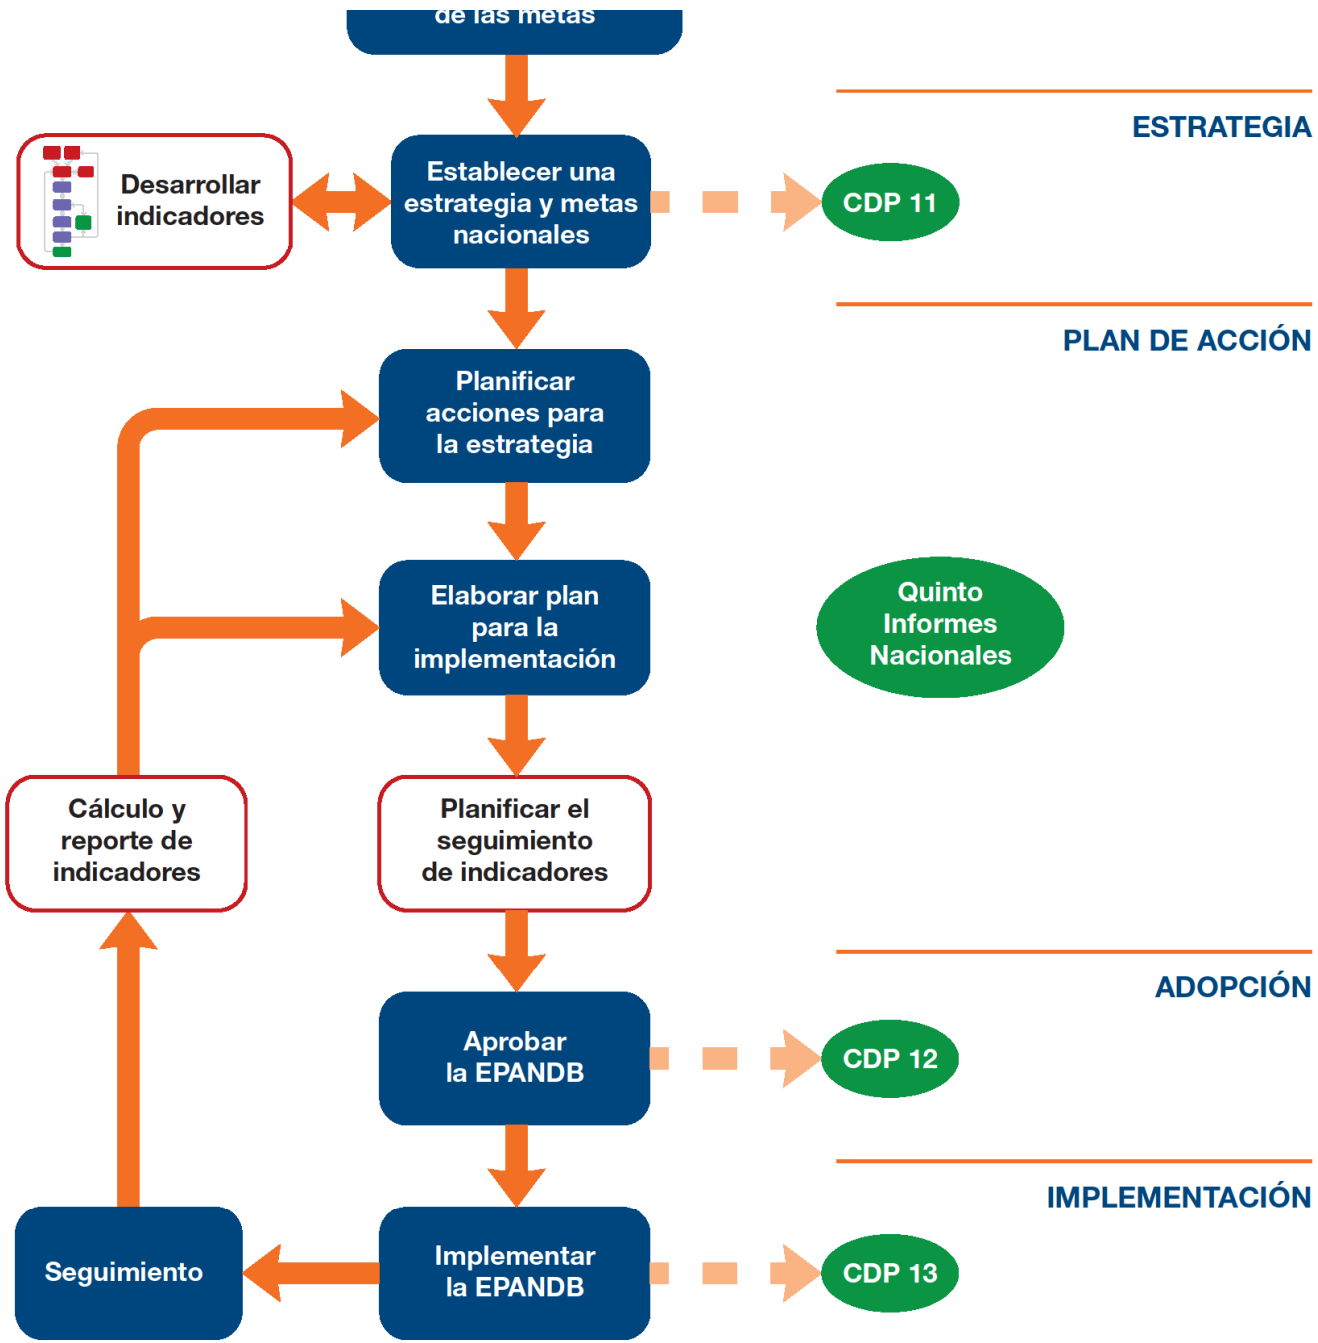 de las metas
ESTRATEGIA
Desarrollar
indicadores
Establecer una
estrategia y metas
nacionales
CDP 11
PLAN DE ACCIÓN
Planificar
acciones para
la estrategia
Elaborar plan
para la
implementación
Quinto
Informes
Nacionales
Cálculo y
reporte de
indicadores
Planificar el
seguimiento
de indicadores
ADOPCIÓN
Aprobar
la EPANDB
CDP 12
IMPLEMENTACIÓN
Seguimiento
Implementar
la EPANDB
CDP 13